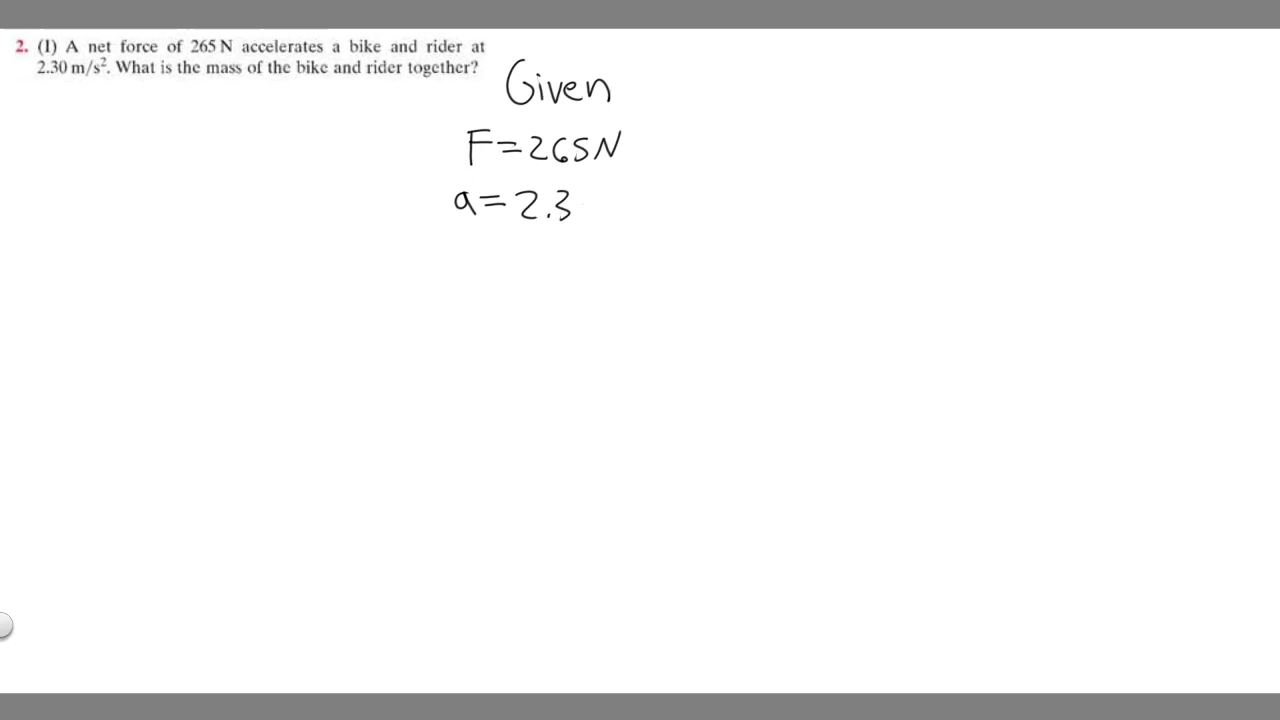 2. (I) A net force of 265 N accelerates a bike and rider at
2.30 m/s². What is the mass of the bike and rider together?
Given
F=265N
a=2.3